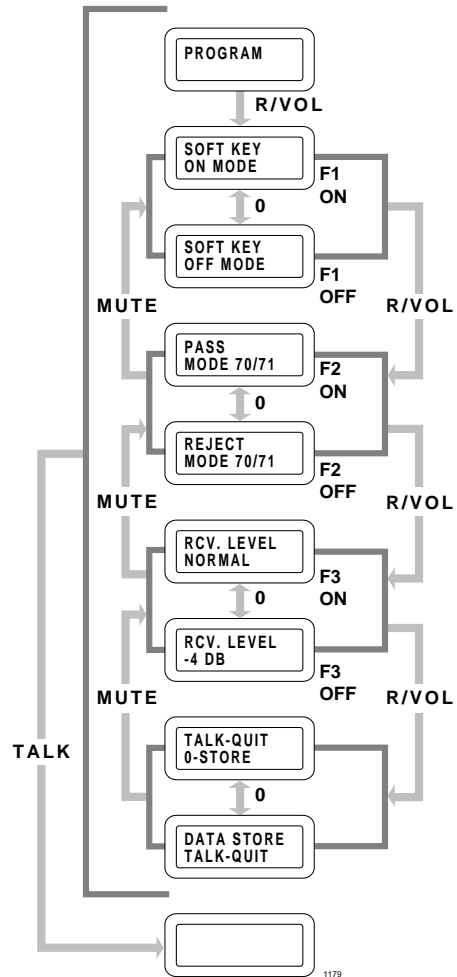 PROGRAM
R/VOL
SOFT KEY
ON MODE
F1
ON
0
SOFT KEY
OFF MODE
F1
OFF
MUTE
R/VOL
PASS
MODE 70/71
F2
ON
0
REJECT
MODE 70/71
F2
OFF
MUTE
R/VOL
RCV. LEVEL
NORMAL
F3
ON
0
RCV. LEVEL
-4 DB
F3
OFF
MUTE
R/VOL
TALK
TALK-QUIT
0-STORE
0
DATA STORE
TALK-QUIT
1179